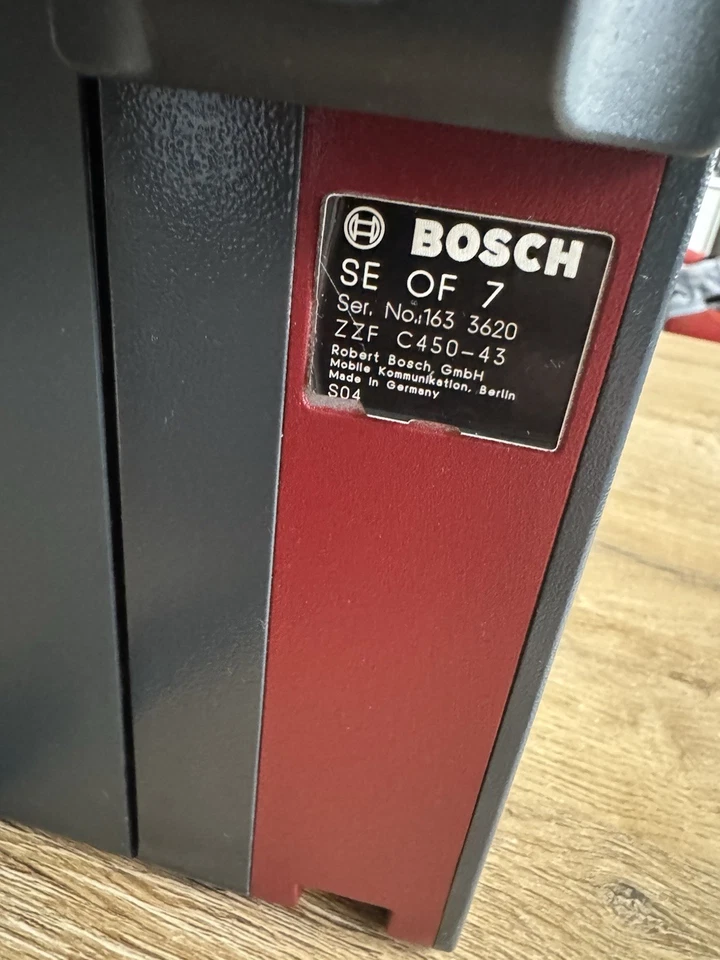 BOSCH
SE OF 7
Ser. No.:163 3620
ZZF C450-43
Robert Bosch GmbH
Mobile Kommunikation, Berlin
Made in Germany
S04